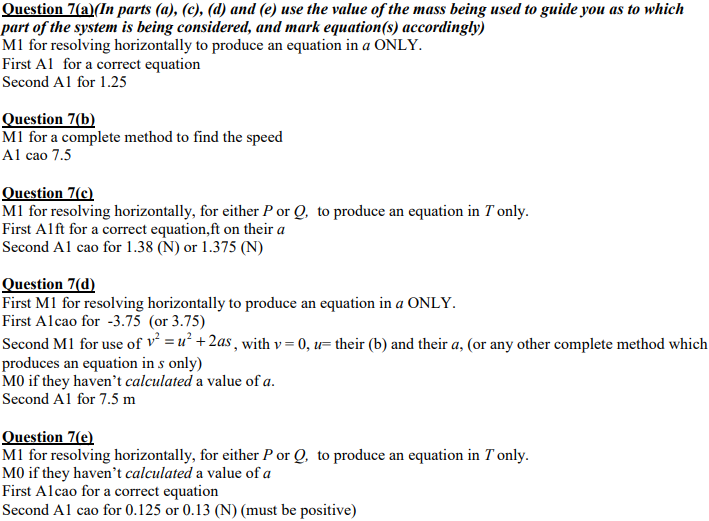 Question 7(a)(In parts (a), (c), (d) and (e) use the value of the mass being used to guide you as to which
part of the system is being considered, and mark equation(s) accordingly)
M1 for resolving horizontally to produce an equation in a ONLY.
First A1 for a correct equation
Second A1 for 1.25
Question 7(b)
M1 for a complete method to find the speed
A1 cao 7.5
Question 7(c)
M1 for resolving horizontally, for either P or Q, to produce an equation in T only.
First A1ft for a correct equation,ft on their a
Second A1 cao for 1.38 (N) or 1.375 (N)
Question 7(d)
First M1 for resolving horizontally to produce an equation in a ONLY.
First A1cao for -3.75 (or 3.75)
Second M1 for use of v² = u² + 2as, with v = 0, u= their (b) and their a, (or any other complete method which
produces an equation in s only)
M0 if they haven't calculated a value of a.
Second A1 for 7.5 m
Question 7(e)
M1 for resolving horizontally, for either P or Q, to produce an equation in T only.
M0 if they haven't calculated a value of a
First A1cao for a correct equation
Second A1 cao for 0.125 or 0.13 (N) (must be positive)